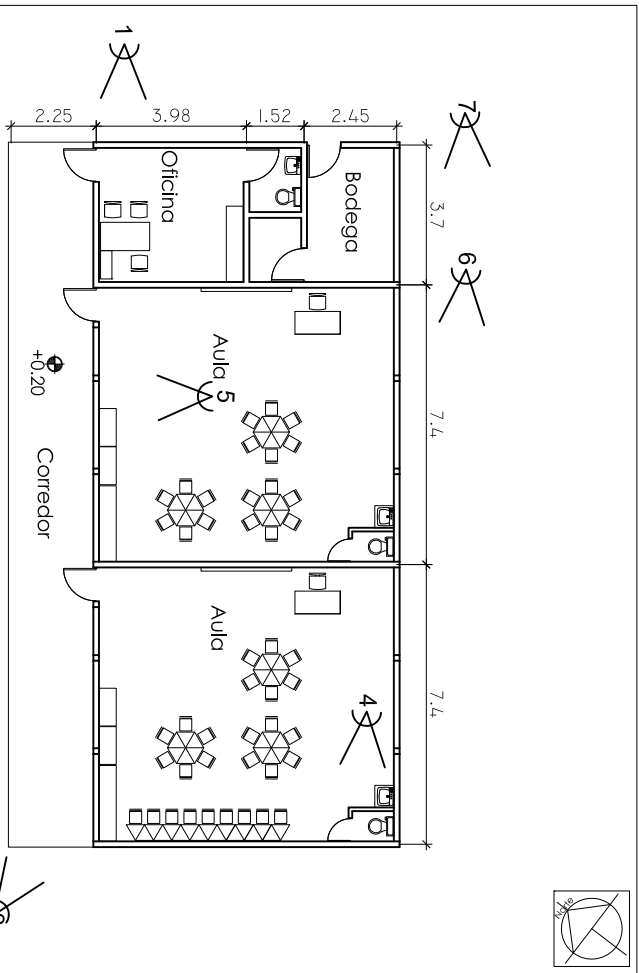 1
7
2.25
3.98
1.52
2.45
3.7
6
Oficina
Bodega
Aula
5
7.4
+0.20
Corredor
Aula
4
7.4
Norte